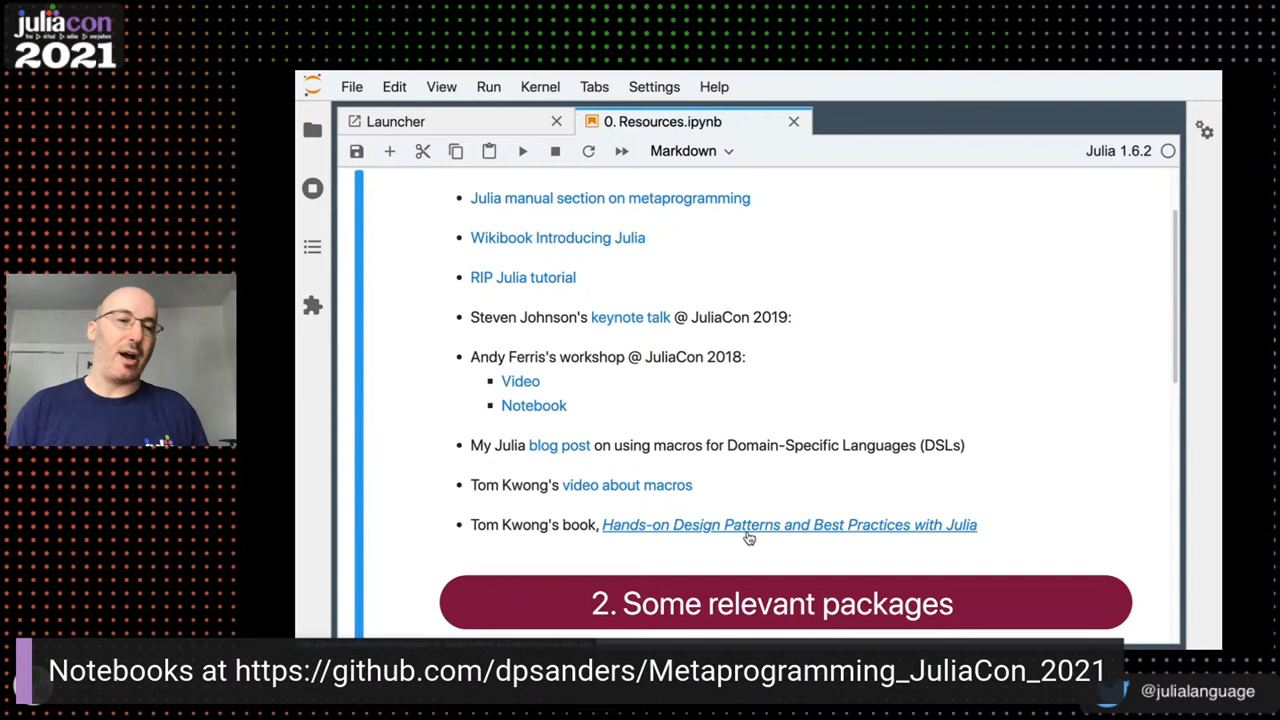 juliacon
2021
File Edit View Run Kernel Tabs Settings Help
Launcher
0. Resources.ipynb
Markdown
Julia 1.6.2
• Julia manual section on metaprogramming
• Wikibook Introducing Julia
• RIP Julia tutorial
• Steven Johnson's keynote talk @ JuliaCon 2019:
• Andy Ferris's workshop @ JuliaCon 2018:
▪ Video
▪ Notebook
• My Julia blog post on using macros for Domain-Specific Languages (DSLs)
• Tom Kwong's video about macros
• Tom Kwong's book, Hands-on Design Patterns and Best Practices with Julia
2. Some relevant packages
Notebooks at https://github.com/dpsanders/Metaprogramming_JuliaCon_2021
@julialanguage